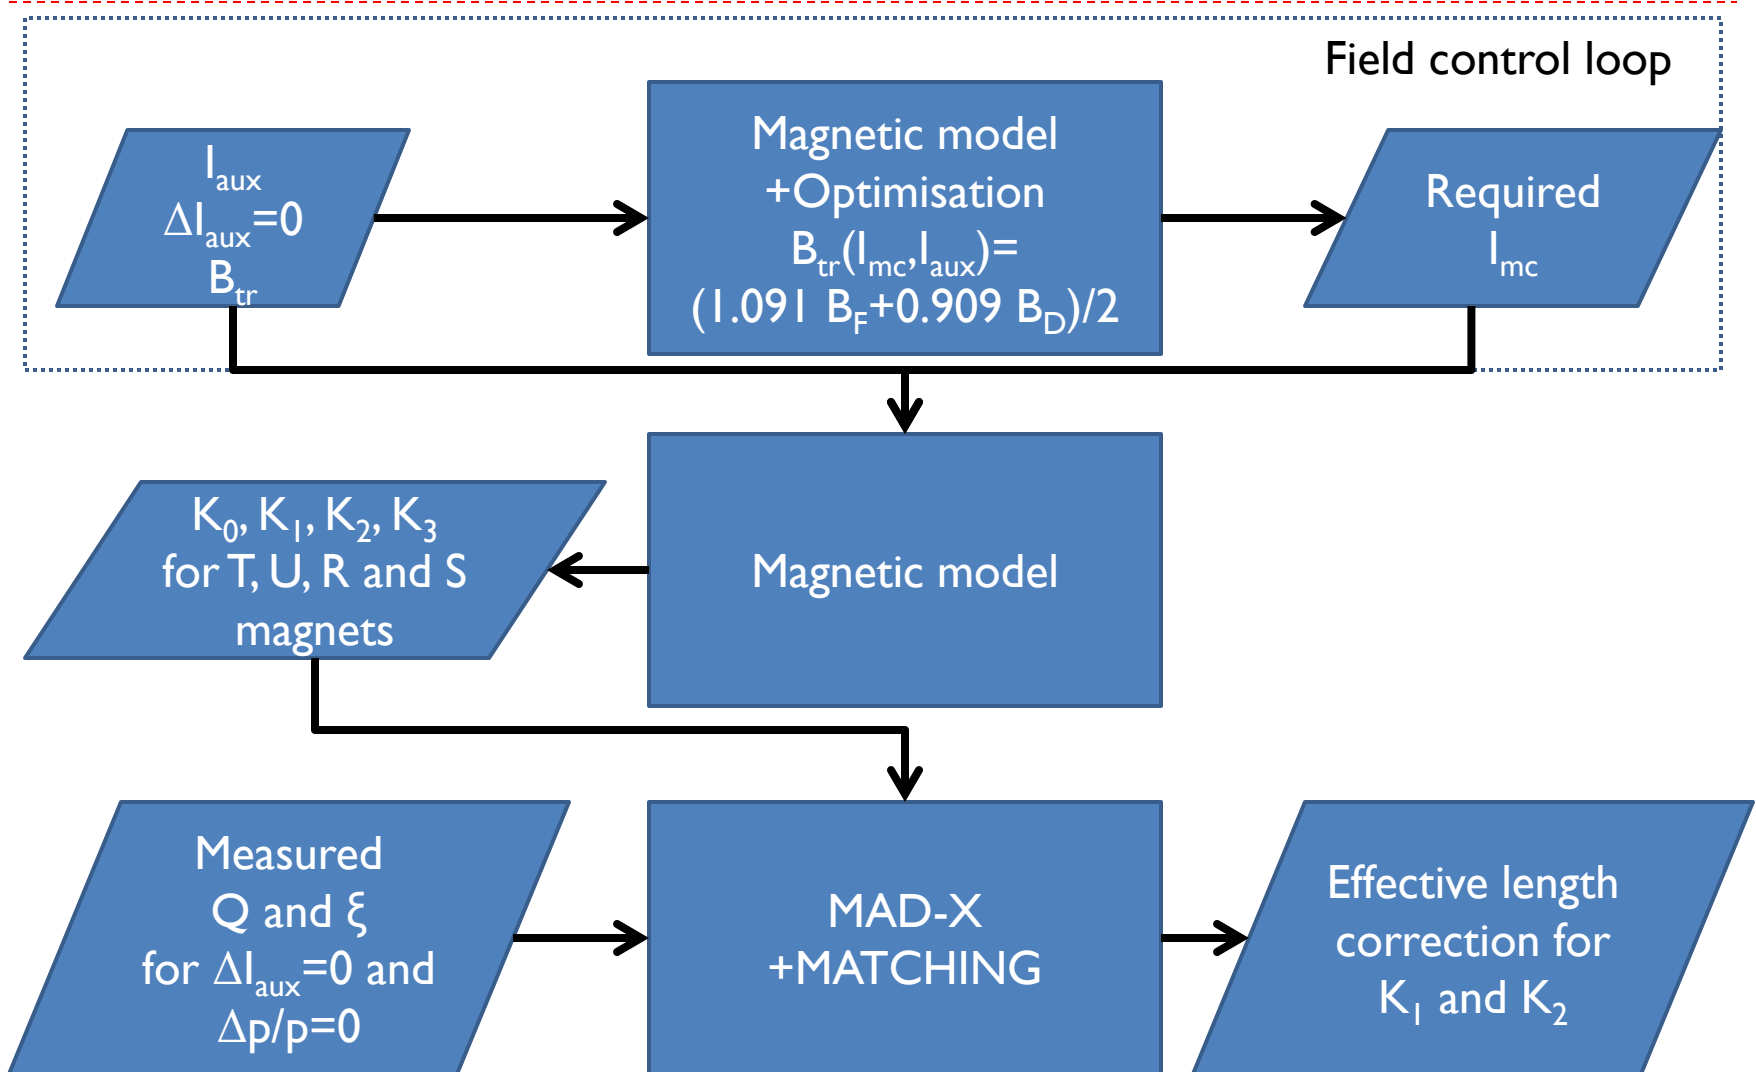 Field control loop
I_aux
ΔI_aux=0
B_tr
Magnetic model
+Optimisation
B_tr(I_mc,I_aux)=
(1.091 B_F+0.909 B_D)/2
Required
I_mc
K_0, K_1, K_2, K_3
for T, U, R and S
magnets
Magnetic model
Measured
Q and ξ
for ΔI_aux=0 and
Δp/p=0
MAD-X
+MATCHING
Effective length
correction for
K_1 and K_2